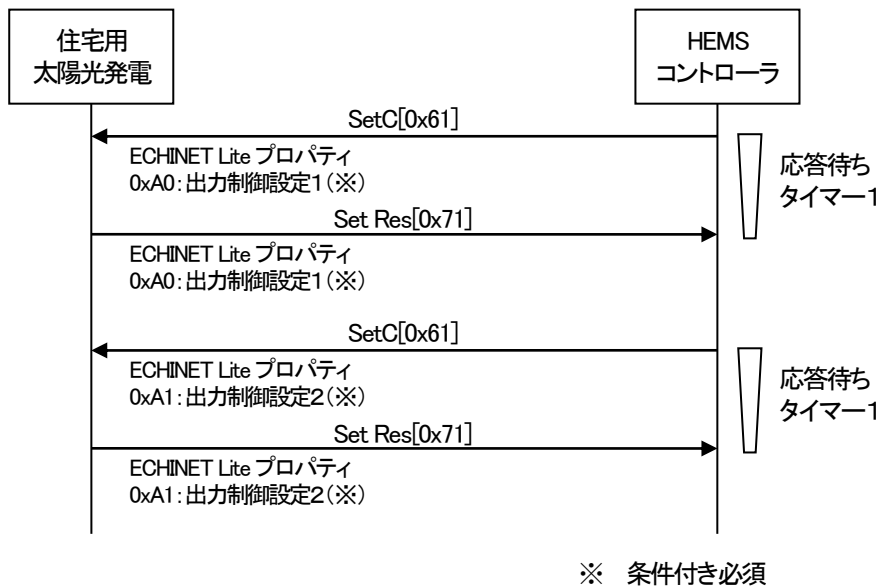 住宅用
太陽光発電
HEMS
コントローラ
SetC[0x61]
ECHINET Lite プロパティ
0xA0:出力制御設定1(※)
応答待ち
タイマー1
Set Res[0x71]
ECHINET Lite プロパティ
0xA0:出力制御設定1(※)
SetC[0x61]
ECHINET Lite プロパティ
0xA1:出力制御設定2(※)
応答待ち
タイマー1
Set Res[0x71]
ECHINET Lite プロパティ
0xA1:出力制御設定2(※)
※ 条件付き必須